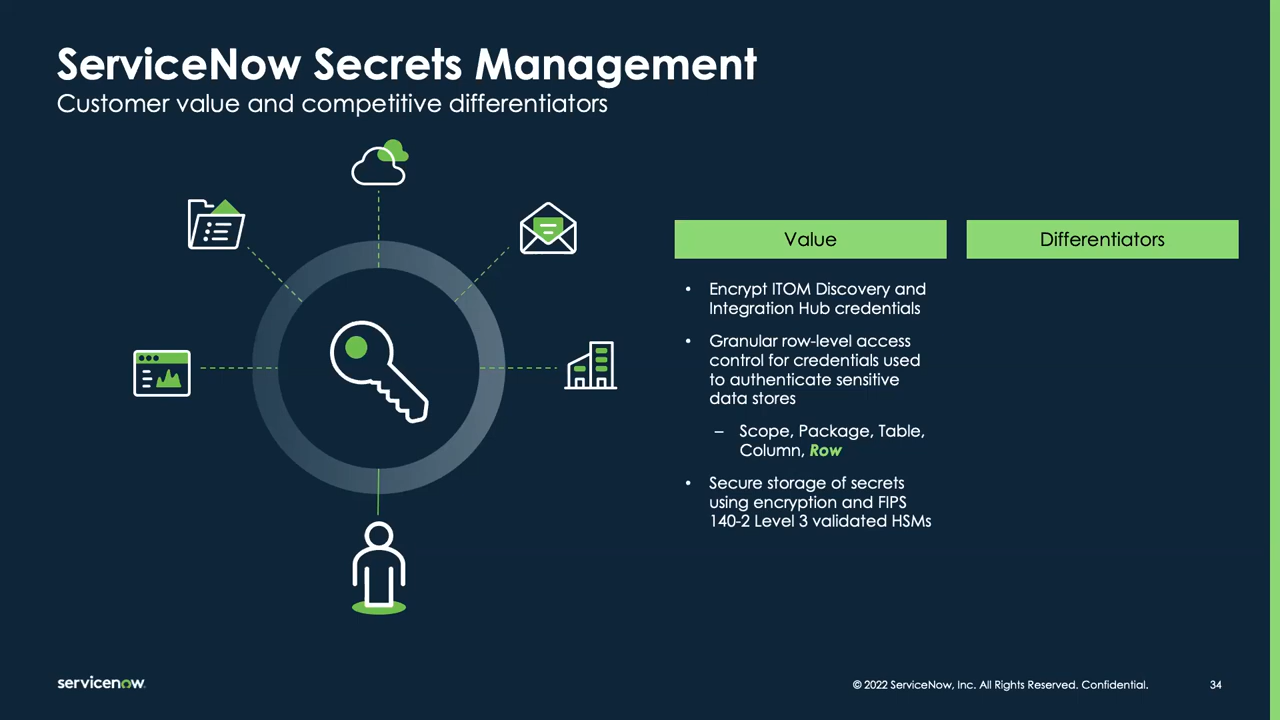 ServiceNow Secrets Management
Customer value and competitive differentiators
Value
Differentiators
• Encrypt ITOM Discovery and
Integration Hub credentials
• Granular row-level access
control for credentials used
to authenticate sensitive
data stores
– Scope, Package, Table,
Column, Row
• Secure storage of secrets
using encryption and FIPS
140-2 Level 3 validated HSMs
servicenow
© 2022 ServiceNow, Inc. All Rights Reserved. Confidential.
34